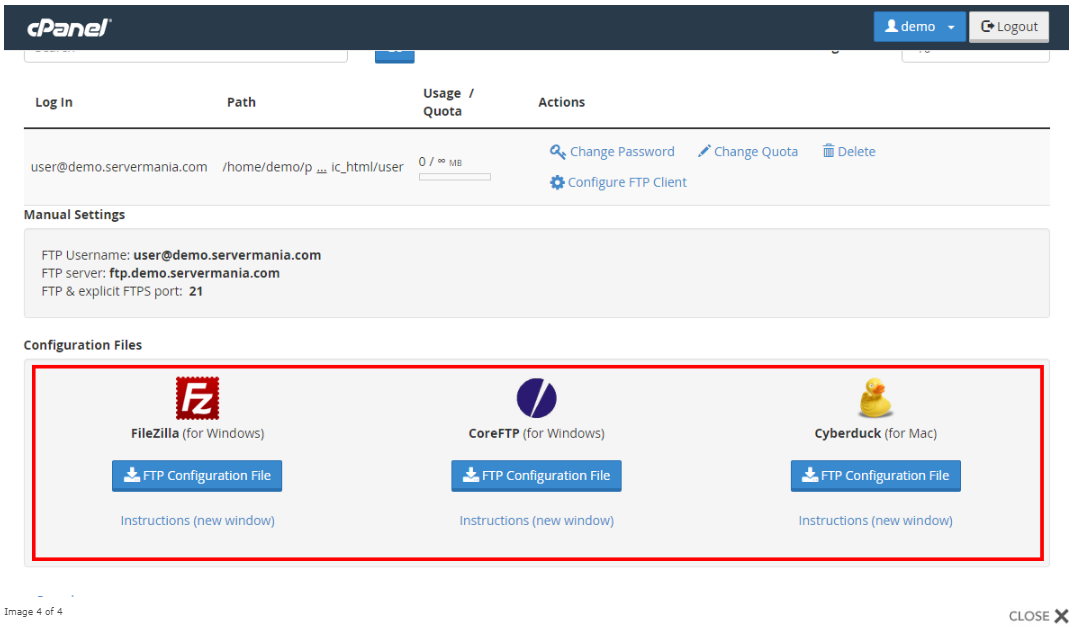 cPanel
demo
Logout
Log In Path Usage / Quota Actions
user@demo.servermania.com /home/demo/p ... ic_html/user 0 / ∞ MB Change Password Change Quota Delete
Configure FTP Client
Manual Settings
FTP Username: user@demo.servermania.com
FTP server: ftp.demo.servermania.com
FTP & explicit FTPS port: 21
Configuration Files
FileZilla (for Windows) CoreFTP (for Windows) Cyberduck (for Mac)
FTP Configuration File FTP Configuration File FTP Configuration File
Instructions (new window) Instructions (new window) Instructions (new window)
Image 4 of 4
CLOSE